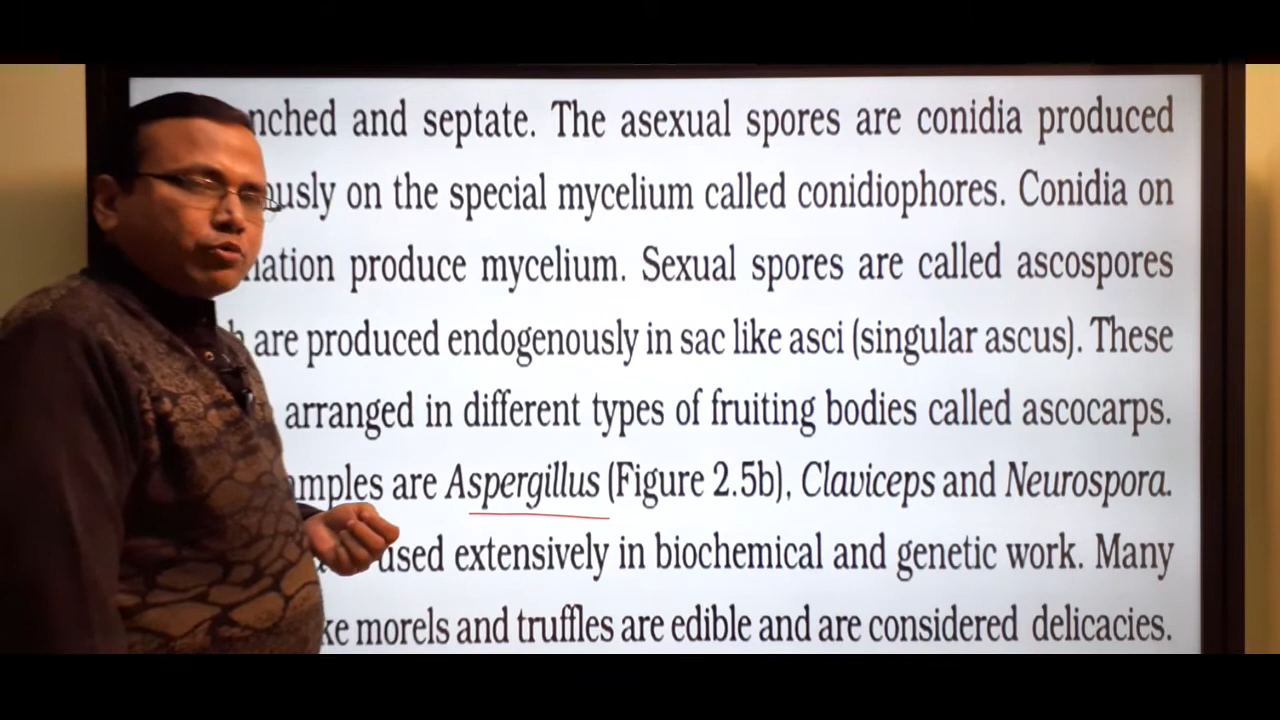 nched and septate. The asexual spores are conidia produced
usly on the special mycelium called conidiophores. Conidia on
nation produce mycelium. Sexual spores are called ascospores
h are produced endogenously in sac like asci (singular ascus). These
arranged in different types of fruiting bodies called ascocarps.
mples are Aspergillus (Figure 2.5b), Claviceps and Neurospora.
used extensively in biochemical and genetic work. Many
ke morels and truffles are edible and are considered delicacies.